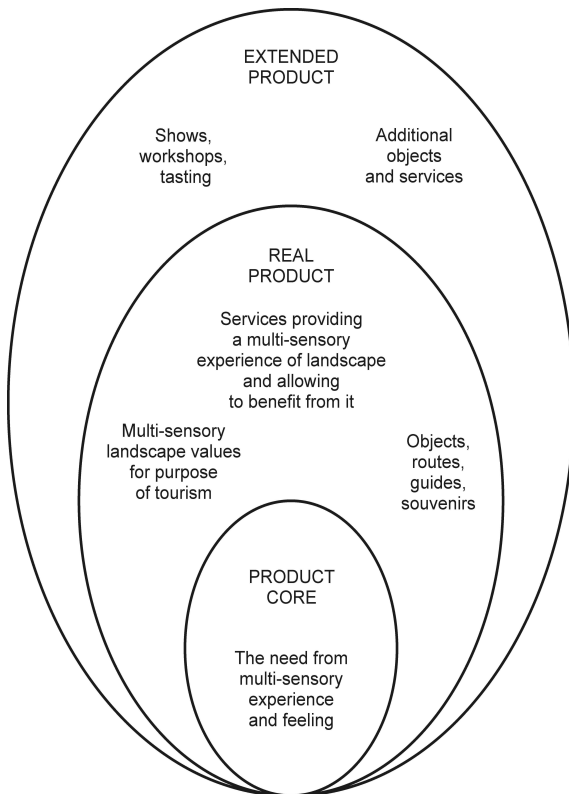 EXTENDED
PRODUCT
Shows,
workshops,
tasting
Additional
objects
and services
REAL
PRODUCT
Services providing
a multi-sensory
experience of landscape
and allowing
to benefit from it
Multi-sensory
landscape values
for purpose
of tourism
Objects,
routes,
guides,
souvenirs
PRODUCT
CORE
The need from
multi-sensory
experience
and feeling